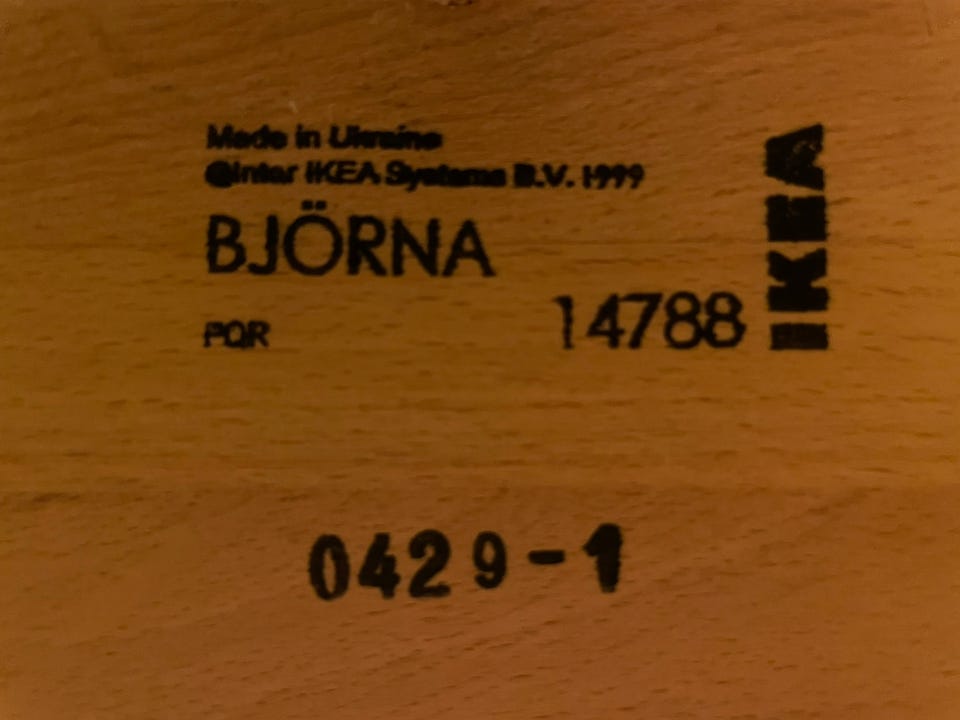 Made in Ukraine
©Inter IKEA Systems B.V. 1999
BJÖRNA
PQR
14788
IKEA
0429-1